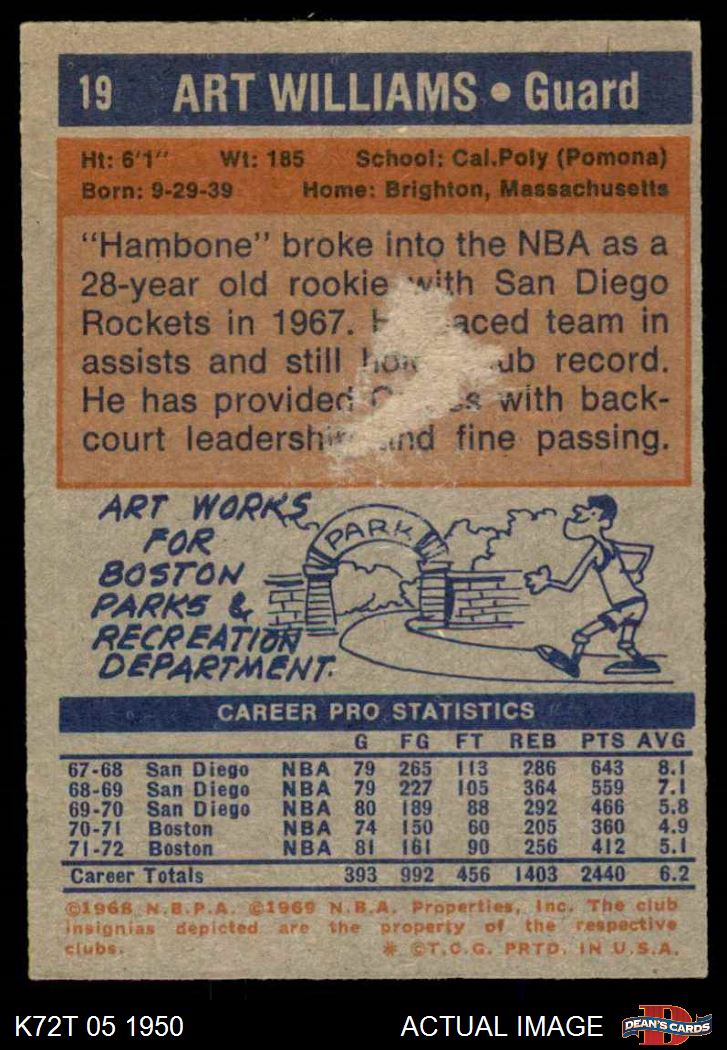 19 ART WILLIAMS • Guard
Ht: 6'1" Wt: 185 School: Cal.Poly (Pomona)
Born: 9-29-39 Home: Brighton, Massachusetts
"Hambone" broke into the NBA as a
28-year old rookie with San Diego
Rockets in 1967. team in
assists and still record.
He has provided with back-
court leadership and fine passing.
ART WORKS
FOR
BOSTON
PARKS &
RECREATION
DEPARTMENT.
PARK
CAREER PRO STATISTICS
G FG FT REB PTS AVG
67-68 San Diego NBA 79 265 113 286 643 8.1
68-69 San Diego NBA 79 227 105 364 559 7.1
69-70 San Diego NBA 80 189 88 292 466 5.8
70-71 Boston NBA 74 150 60 205 360 4.9
71-72 Boston NBA 81 161 90 256 412 5.1
Career Totals 393 992 456 1403 2440 6.2
©1968 N.B.P.A. ©1969 N.B.A. Properties, Inc. The club
insignias depicted are the property of the respective
clubs. * ©T.C.G. PRTD. IN U.S.A.
K72T 05 1950 ACTUAL IMAGE
D
DEAN'S CARDS